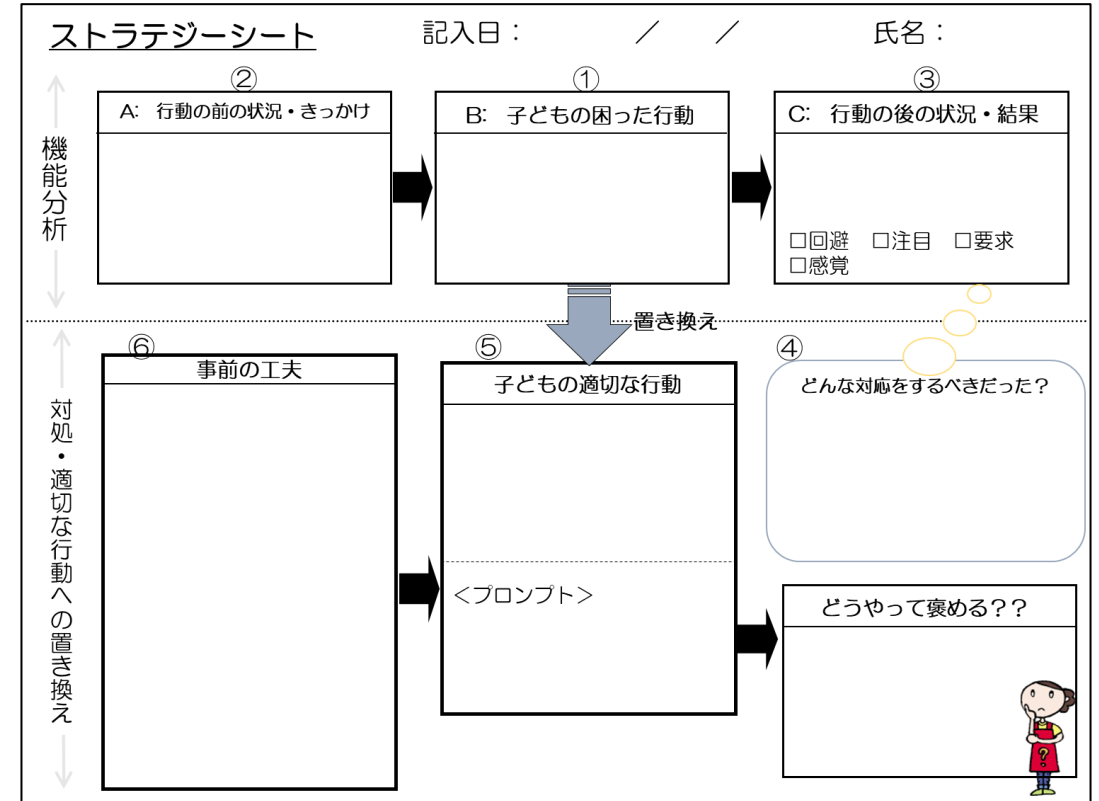 ストラテジーシート　記入日：　／　／　氏名：
②　①　③
A:　行動の前の状況・きっかけ
B:　子どもの困った行動
C:　行動の後の状況・結果
□回避　□注目　□要求
□感覚
機能分析
置き換え
⑥　⑤　④
事前の工夫
子どもの適切な行動
どんな対応をするべきだった？
＜プロンプト＞
どうやって褒める？？
?
対処・適切な行動への置き換え